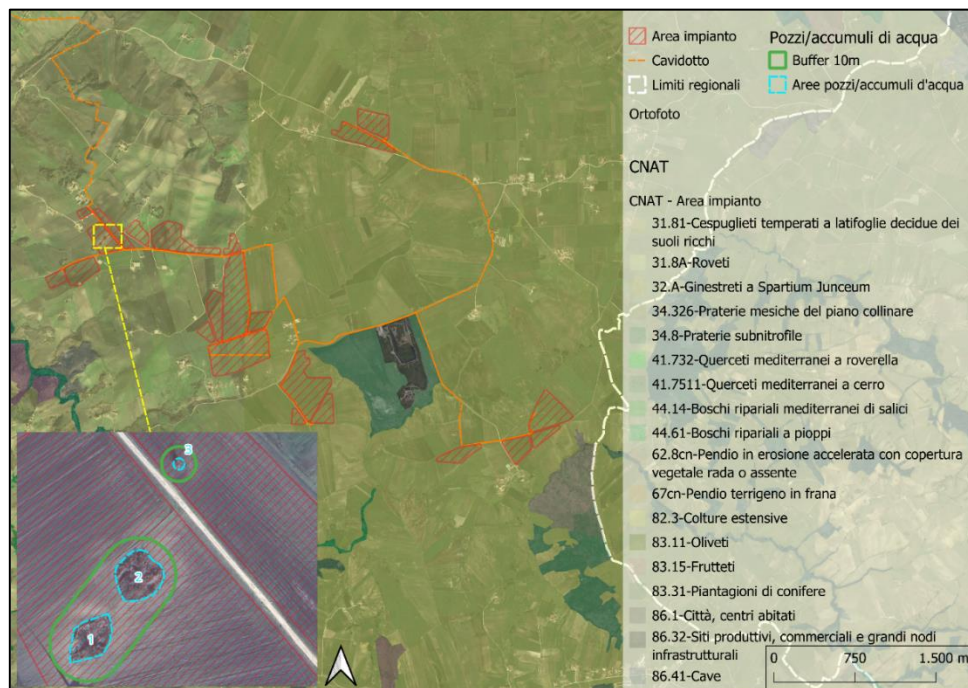 Area impianto
Cavidotto
Limiti regionali
Pozzi/accumuli di acqua
Buffer 10m
Aree pozzi/accumuli d'acqua
Ortofoto
CNAT
CNAT - Area impianto
31.81-Cespuglieti temperati a latifoglie decidue dei
suoli ricchi
31.8A-Roveti
32.A-Ginestreti a Spartium Junceum
34.326-Praterie mesiche del piano collinare
34.8-Praterie subnitrofile
41.732-Querceti mediterranei a roverella
41.7511-Querceti mediterranei a cerro
44.14-Boschi ripariali mediterranei di salici
44.61-Boschi ripariali a pioppi
62.8cn-Pendio in erosione accelerata con copertura
vegetale rada o assente
67cn-Pendio terrigeno in frana
82.3-Colture estensive
83.11-Oliveti
83.15-Frutteti
83.31-Piantagioni di conifere
86.1-Città, centri abitati
86.32-Siti produttivi, commerciali e grandi nodi
infrastrutturali
86.41-Cave
0 750 1.500 m
3
2
1